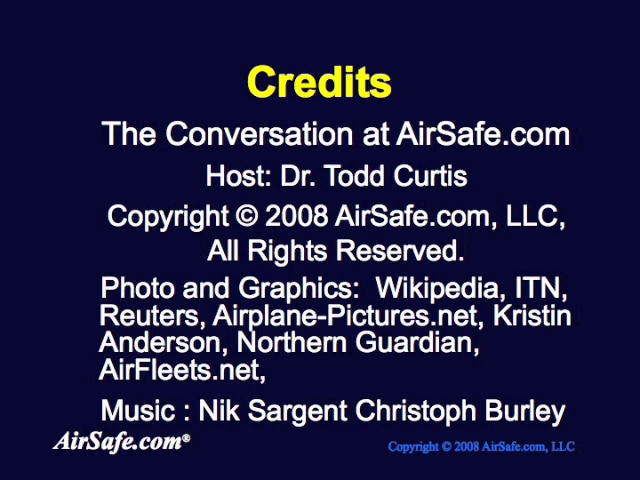 Credits
The Conversation at AirSafe.com
Host: Dr. Todd Curtis
Copyright © 2008 AirSafe.com, LLC,
All Rights Reserved.
Photo and Graphics:  Wikipedia, ITN,
Reuters, Airplane-Pictures.net, Kristin
Anderson, Northern Guardian,
AirFleets.net,
Music : Nik Sargent Christoph Burley
AirSafe.com®
Copyright © 2008 AirSafe.com, LLC